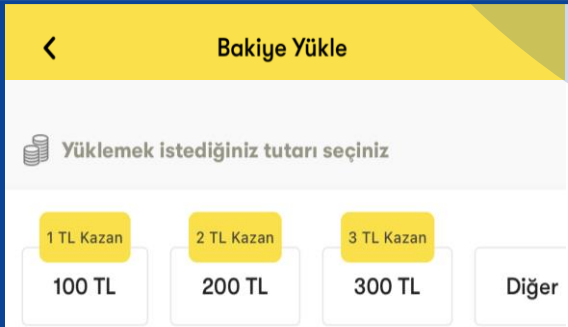 Bakiye Yükle
Yüklemek istediğiniz tutarı seçiniz
1 TL Kazan 2 TL Kazan 3 TL Kazan
100 TL 200 TL 300 TL Diğer